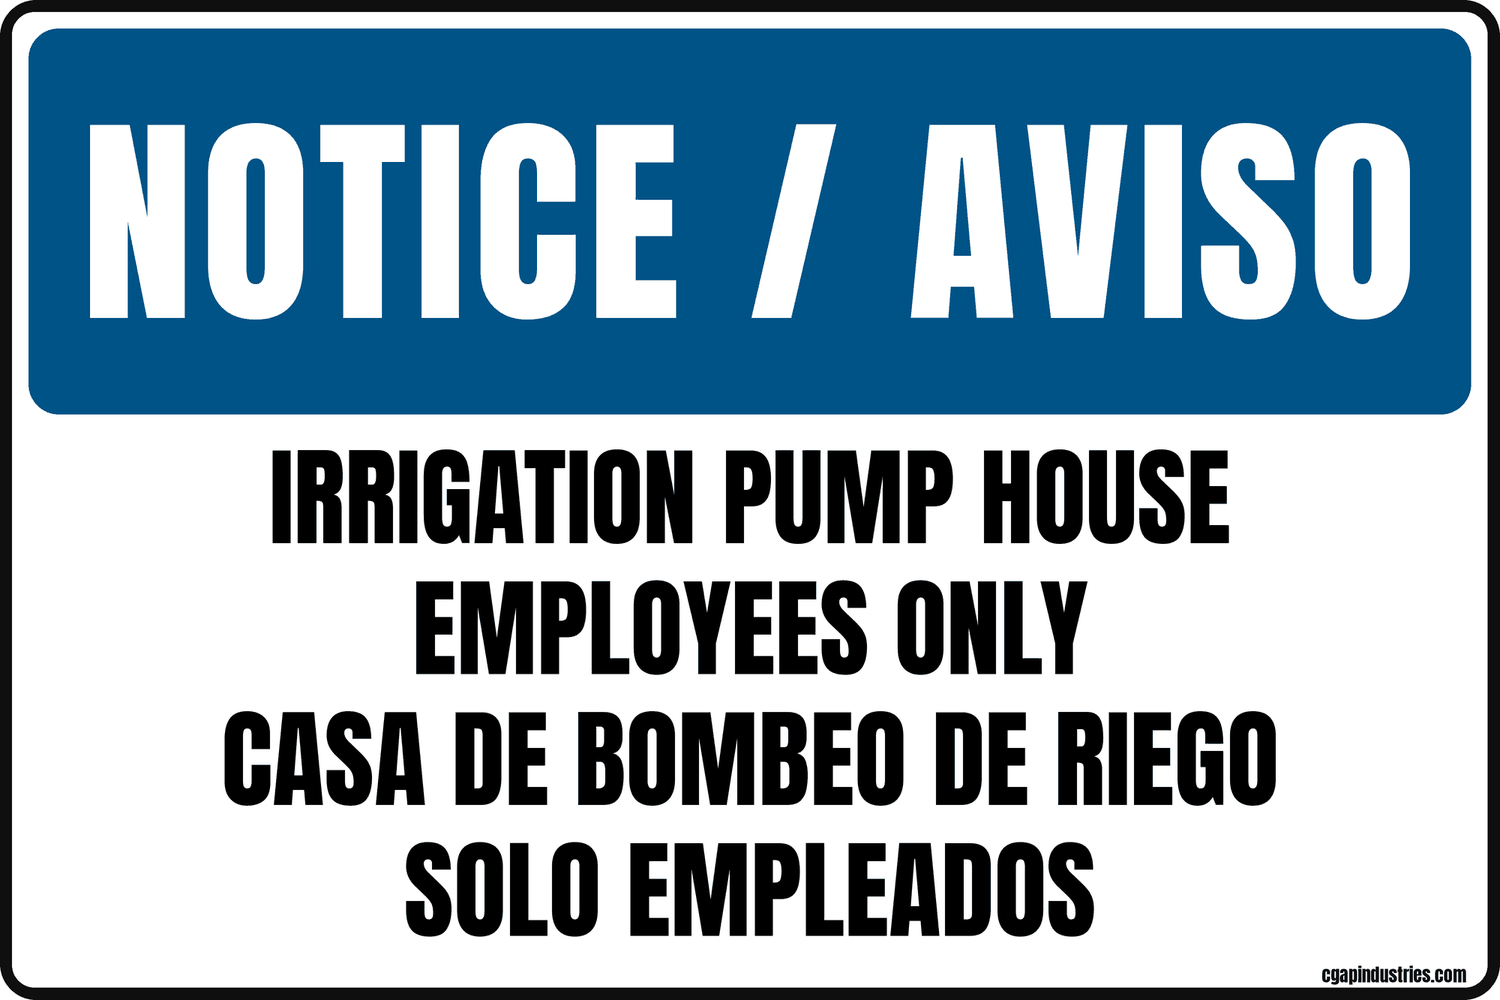 NOTICE / AVISO
IRRIGATION PUMP HOUSE
EMPLOYEES ONLY
CASA DE BOMBEO DE RIEGO
SOLO EMPLEADOS
cgapindustries.com